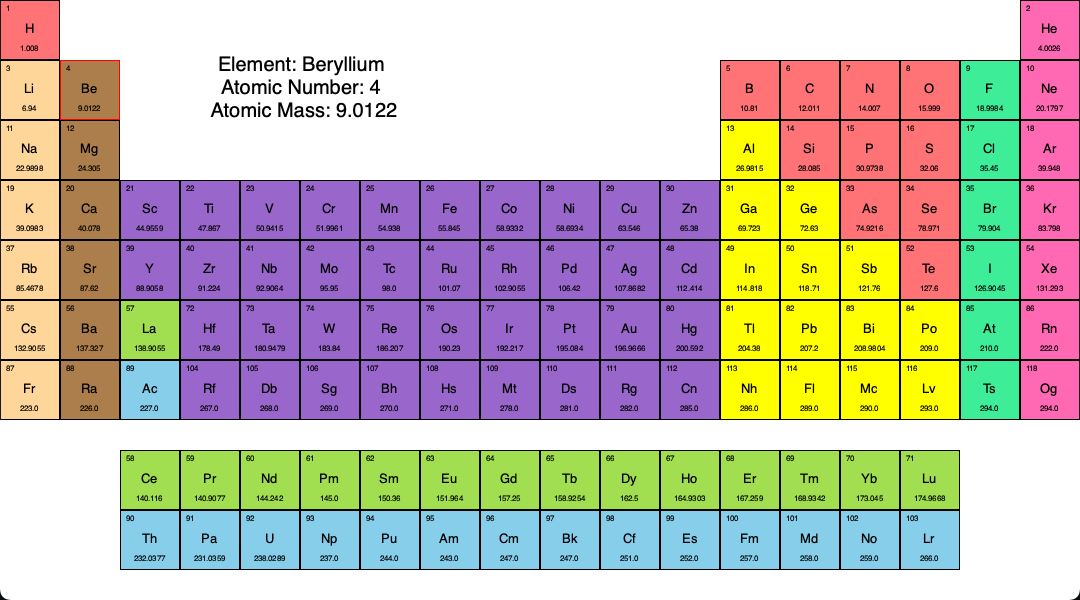 1 2
H He
1.008 4.0026
3 4 Element: Beryllium 5 6 7 8 9 10
Li Be Atomic Number: 4 B C N O F Ne
6.94 9.0122 Atomic Mass: 9.0122 10.81 12.011 14.007 15.999 18.9984 20.1797
11 12 13 14 15 16 17 18
Na Mg Al Si P S Cl Ar
22.9898 24.305 26.9815 28.085 30.9738 32.06 35.45 39.948
19 20 21 22 23 24 25 26 27 28 29 30 31 32 33 34 35 36
K Ca Sc Ti V Cr Mn Fe Co Ni Cu Zn Ga Ge As Se Br Kr
39.0983 40.078 44.9559 47.867 50.9415 51.9961 54.938 55.845 58.9332 58.6934 63.546 65.38 69.723 72.63 74.9216 78.971 79.904 83.798
37 38 39 40 41 42 43 44 45 46 47 48 49 50 51 52 53 54
Rb Sr Y Zr Nb Mo Tc Ru Rh Pd Ag Cd In Sn Sb Te I Xe
85.4678 87.62 88.9058 91.224 92.9064 95.95 98.0 101.07 102.9055 106.42 107.8682 112.414 114.818 118.71 121.76 127.6 126.9045 131.293
55 56 57 72 73 74 75 76 77 78 79 80 81 82 83 84 85 86
Cs Ba La Hf Ta W Re Os Ir Pt Au Hg Tl Pb Bi Po At Rn
132.9055 137.327 138.9055 178.49 180.9479 183.84 186.207 190.23 192.217 195.084 196.9666 200.592 204.38 207.2 208.9804 209.0 210.0 222.0
87 88 89 104 105 106 107 108 109 110 111 112 113 114 115 116 117 118
Fr Ra Ac Rf Db Sg Bh Hs Mt Ds Rg Cn Nh Fl Mc Lv Ts Og
223.0 226.0 227.0 267.0 268.0 269.0 270.0 271.0 278.0 281.0 282.0 285.0 286.0 289.0 290.0 293.0 294.0 294.0
58 59 60 61 62 63 64 65 66 67 68 69 70 71
Ce Pr Nd Pm Sm Eu Gd Tb Dy Ho Er Tm Yb Lu
140.116 140.9077 144.242 145.0 150.36 151.964 157.25 158.9254 162.5 164.9303 167.259 168.9342 173.045 174.9668
90 91 92 93 94 95 96 97 98 99 100 101 102 103
Th Pa U Np Pu Am Cm Bk Cf Es Fm Md No Lr
232.0377 231.0359 238.0289 237.0 244.0 243.0 247.0 247.0 251.0 252.0 257.0 258.0 259.0 266.0